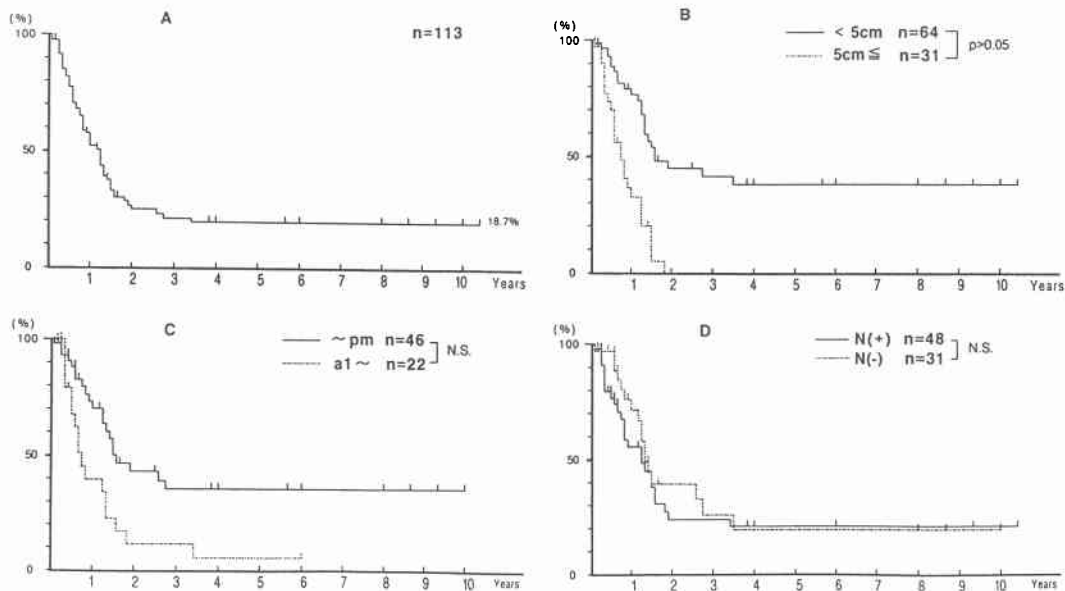 A
(%)
n=113
100
50
0
18.7%
1 2 3 4 5 6 7 8 9 10 Years
B
(%)
100
< 5cm n=64
5cm≦ n=31
p>0.05
50
0
1 2 3 4 5 6 7 8 9 10 Years
C
(%)
100
~pm n=46
a1~ n=22
N.S.
50
0
1 2 3 4 5 6 7 8 9 10 Years
D
(%)
100
N(+) n=48
N(-) n=31
N.S.
50
0
1 2 3 4 5 6 7 8 9 10 Years